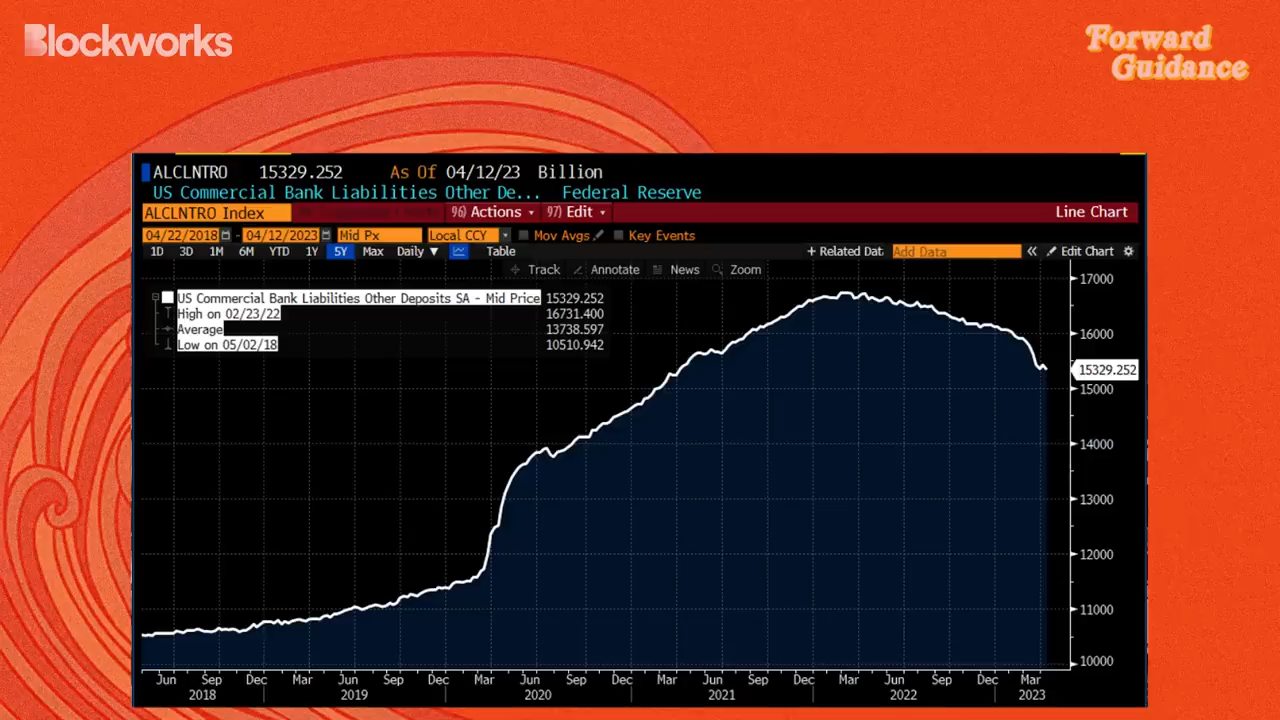 Blockworks
Forward
Guidance
ALCLNTRO 15329.252 As Of 04/12/23 Billion
US Commercial Bank Liabilities Other De... Federal Reserve
ALCLNTRO Index 96) Actions 97) Edit Line Chart
04/22/2018 - 04/12/2023 Mid Px Local CCY Mov Avgs Key Events
1D 3D 1M 6M YTD 1Y 5Y Max Daily ▼ Table + Related Dat: Add Data « Edit Chart
Track Annotate News Zoom
US Commercial Bank Liabilities Other Deposits SA - Mid Price 15329.252
High on 02/23/22 16731.400
Average 13738.597
Low on 05/02/18 10510.942
17000
16000
15329.252
15000
14000
13000
12000
11000
10000
Jun Sep Dec Mar Jun Sep Dec Mar Jun Sep Dec Mar Jun Sep Dec Mar Jun Sep Dec Mar
2018 2019 2020 2021 2022 2023